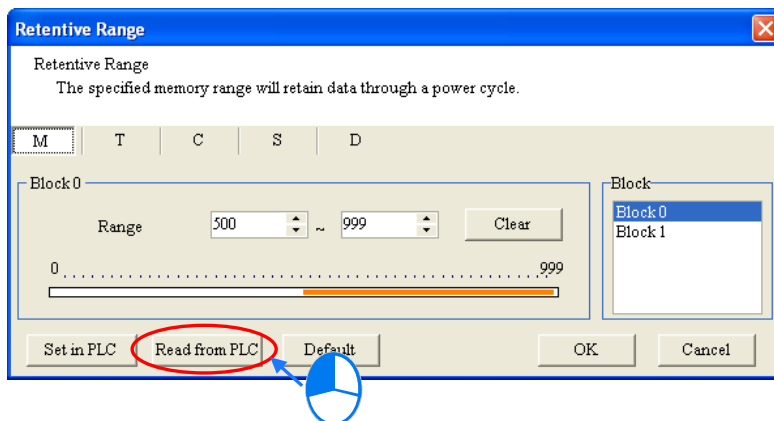 Retentive Range
Retentive Range
The specified memory range will retain data through a power cycle.
M T C S D
Block 0
Range 500 ~ 999 Clear
0 999
Block
Block 0
Block 1
Set in PLC Read from PLC Default OK Cancel